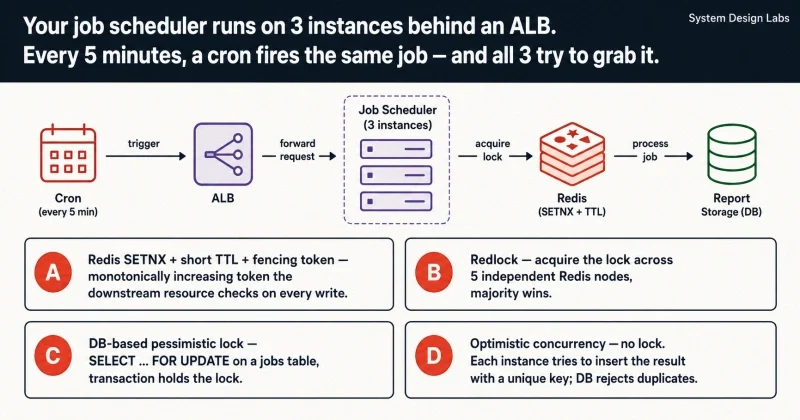 Your job scheduler runs on 3 instances behind an ALB.
Every 5 minutes, a cron fires the same job — and all 3 try to grab it.
System Design Labs
Cron
(every 5 min)
trigger
ALB
forward
request
Job Scheduler
(3 instances)
acquire
lock
Redis
(SETNX + TTL)
process
job
Report
Storage (DB)
A
Redis SETNX + short TTL + fencing token —
monotonically increasing token the
downstream resource checks on every write.
B
Redlock — acquire the lock across
5 independent Redis nodes,
majority wins.
C
DB-based pessimistic lock —
SELECT ... FOR UPDATE on a jobs table,
transaction holds the lock.
D
Optimistic concurrency — no lock.
Each instance tries to insert the result
with a unique key; DB rejects duplicates.